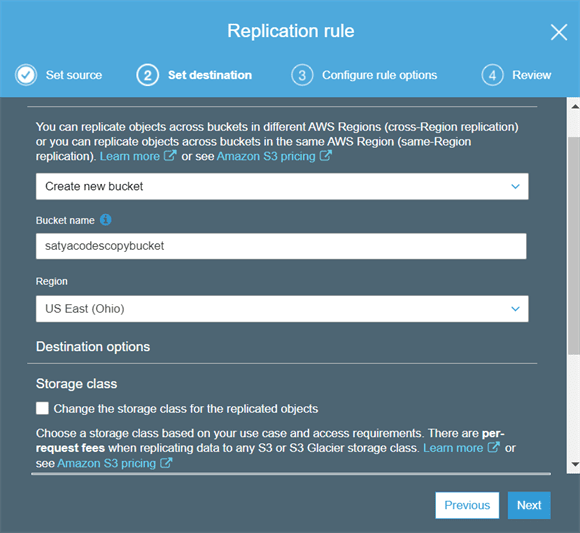 Replication rule
Set source
2 Set destination
3 Configure rule options
4 Review
You can replicate objects across buckets in different AWS Regions (cross-Region replication)
or you can replicate objects across buckets in the same AWS Region (same-Region
replication). Learn more or see Amazon S3 pricing
Create new bucket
Bucket name
satyacodescopybucket
Region
US East (Ohio)
Destination options
Storage class
Change the storage class for the replicated objects
Choose a storage class based on your use case and access requirements. There are per-
request fees when replicating data to any S3 or S3 Glacier storage class. Learn more or
see Amazon S3 pricing
Previous
Next